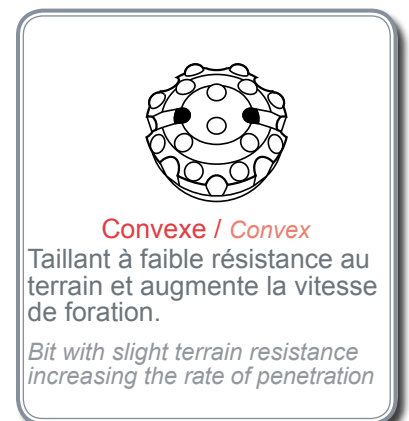 Convexe / Convex
Taillant à faible résistance au
terrain et augmente la vitesse
de foration.
Bit with slight terrain resistance
increasing the rate of penetration